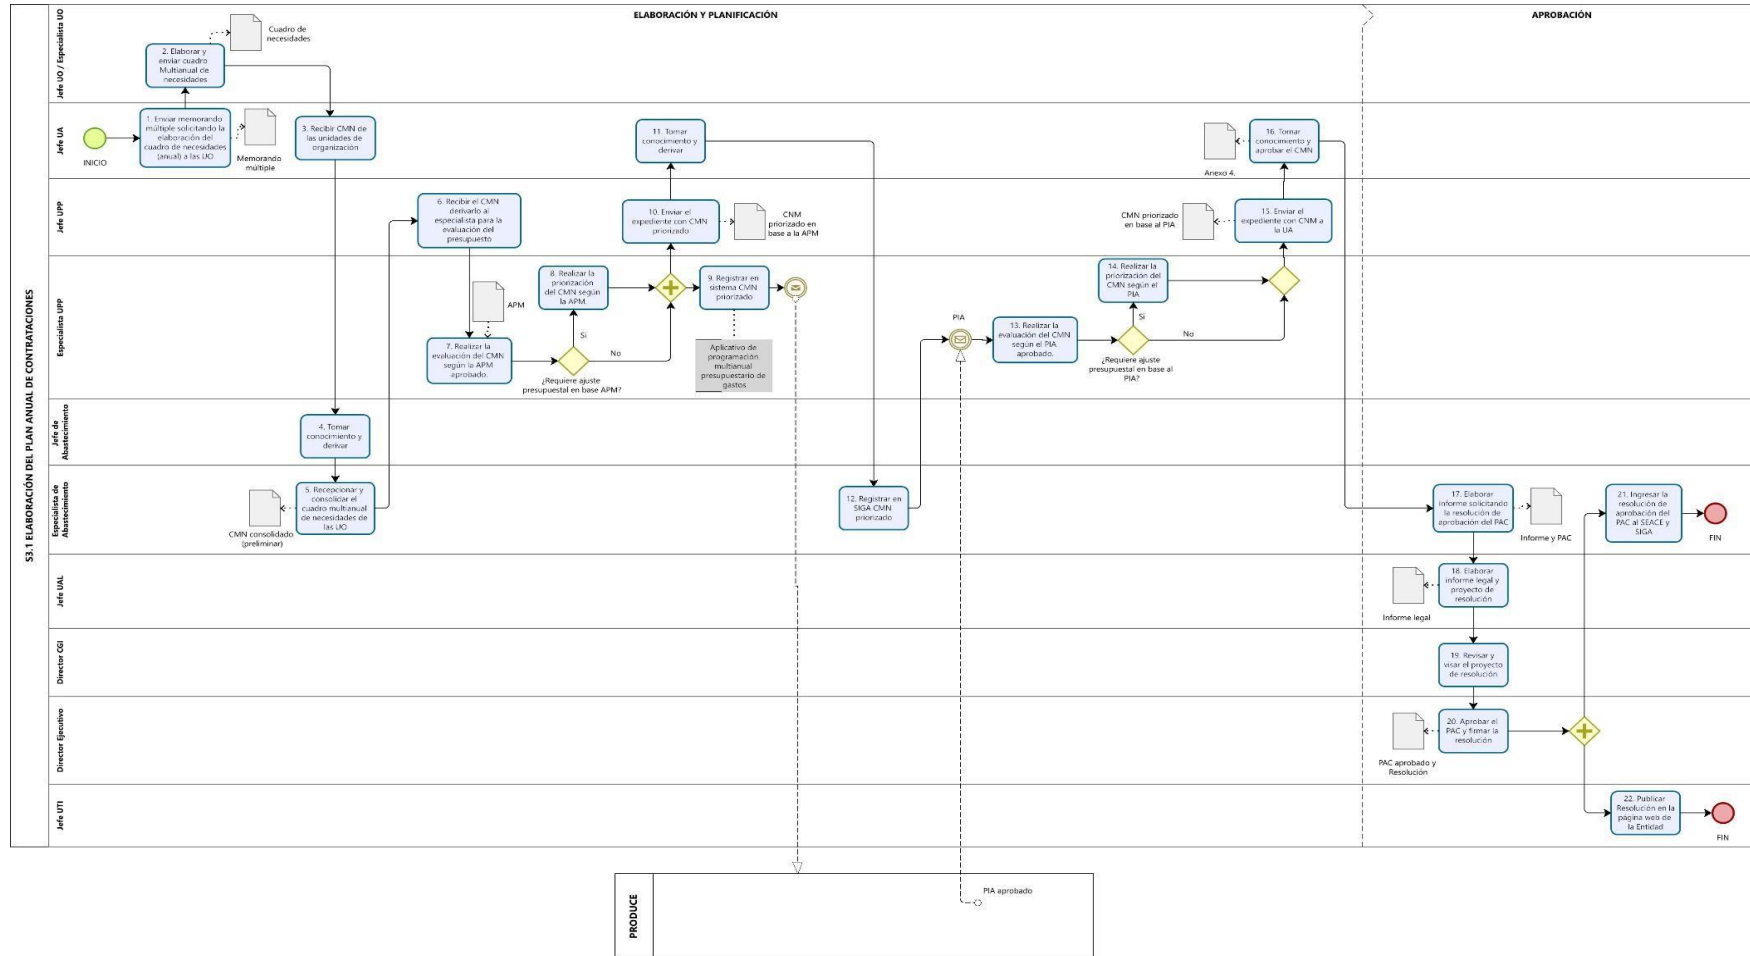 S3.1 ELABORACIÓN DEL PLAN ANUAL DE CONTRATACIONES
ELABORACIÓN Y PLANIFICACIÓN
APROBACIÓN
Jefe UO / Especialista UO
2. Elaborar y
enviar cuadro
Multianual de
necesidades
Cuadro de
necesidades
Jefe UA
INICIO
1. Enviar memorando
múltiple solicitando la
elaboración del
cuadro de necesidades
(anual) a las UO
Memorando
múltiple
3. Recibir CMN de
las unidades de
organización
11. Tomar
conocimiento y
derivar
Anexo 4.
16. Tomar
conocimiento y
aprobar el CMN
Jefe UPP
6. Recibir el CMN
derivarlo al
especialista para la
evaluación del
presupuesto
10. Enviar el
expediente con CMN
priorizado
CNM
priorizado en
base a la APM
CMN priorizado
en base al PIA
15. Enviar el
expediente con CNM a
la UA
Especialista UPP
APM
7. Realizar la
evaluación del CMN
según la APM
aprobado.
8. Realizar la
priorización
del CMN según
la APM
Si
No
¿Requiere ajuste
presupuestal en base APM?
9. Registrar en
sistema CMN
priorizado
Aplicativo de
programación
multianual
presupuestario de
gastos
PIA
13. Realizar la
evaluación del CMN
según el PIA
aprobado.
14. Realizar la
priorización del
CMN según el
PIA
Si
No
¿Requiere ajuste
presupuestal en base al
PIA?
Jefe de
Abastecimiento
4. Tomar
conocimiento y
derivar
Especialista de
Abastecimiento
CMN consolidado
(preliminar)
5. Recepcionar y
consolidar el
cuadro multianual
de necesidades de
las UO
12. Registrar en
SIGA CMN
priorizado
17. Elaborar
informe solicitando
la resolución de
aprobación del PAC
Informe y PAC
21. Ingresar la
resolución de
aprobación del
PAC al SEACE y
SIGA
FIN
Jefe UAL
Informe legal
18. Elaborar
informe legal y
proyecto de
resolución
Director CGI
19. Revisar y
visar el proyecto
de resolución
Director Ejecutivo
PAC aprobado y
Resolución
20. Aprobar el
PAC y firmar la
resolución
Jefe UTI
22. Publicar
Resolución en la
página web de
la Entidad
FIN
PRODUCE
PIA aprobado